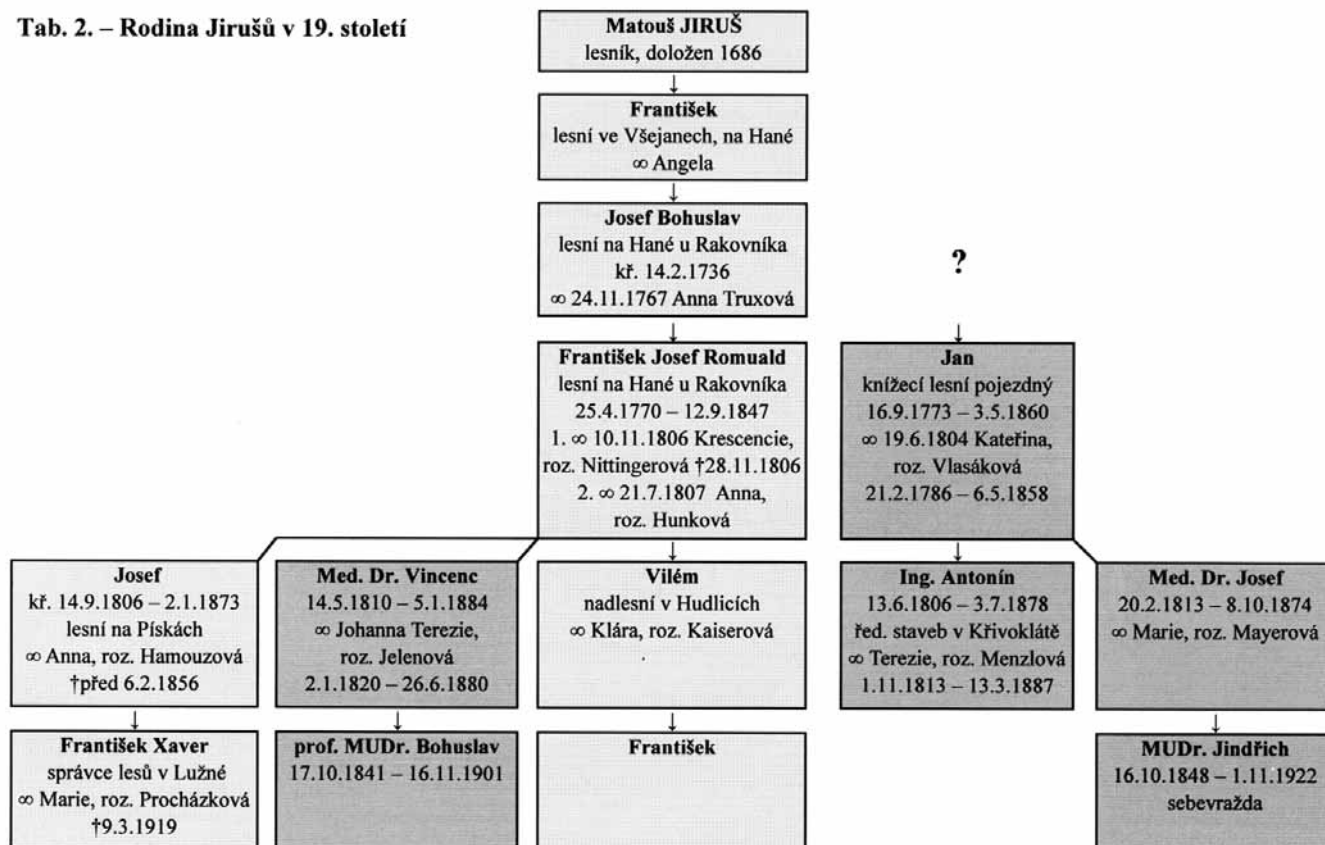 Tab. 2. – Rodina Jirušů v 19. století
Matouš JIRUŠ
lesník, doložen 1686
↓
František
lesní ve Všejanech, na Hané
∞ Angela
↓
Josef Bohuslav
lesní na Hané u Rakovníka
kř. 14.2.1736
∞ 24.11.1767 Anna Truxová
?
↓
František Josef Romuald
lesní na Hané u Rakovníka
25.4.1770 – 12.9.1847
1. ∞ 10.11.1806 Krescencie,
roz. Nittingerová †28.11.1806
2. ∞ 21.7.1807 Anna,
roz. Hunková
↓
Jan
knížecí lesní pojezdný
16.9.1773 – 3.5.1860
∞ 19.6.1804 Kateřina,
roz. Vlasáková
21.2.1786 – 6.5.1858
Josef
kř. 14.9.1806 – 2.1.1873
lesní na Pískách
∞ Anna, roz. Hamouzová
†před 6.2.1856
Med. Dr. Vincenc
14.5.1810 – 5.1.1884
∞ Johanna Terezie,
roz. Jelenová
2.1.1820 – 26.6.1880
↓
Vilém
nadlesní v Hudlicích
∞ Klára, roz. Kaiserová
↓
Ing. Antonín
13.6.1806 – 3.7.1878
řed. staveb v Křivoklátě
∞ Terezie, roz. Menzlová
1.11.1813 – 13.3.1887
Med. Dr. Josef
20.2.1813 – 8.10.1874
∞ Marie, roz. Mayerová
↓
František Xaver
správce lesů v Lužné
∞ Marie, roz. Procházková
†9.3.1919
↓
prof. MUDr. Bohuslav
17.10.1841 – 16.11.1901
↓
František
↓
MUDr. Jindřich
16.10.1848 – 1.11.1922
sebevražda